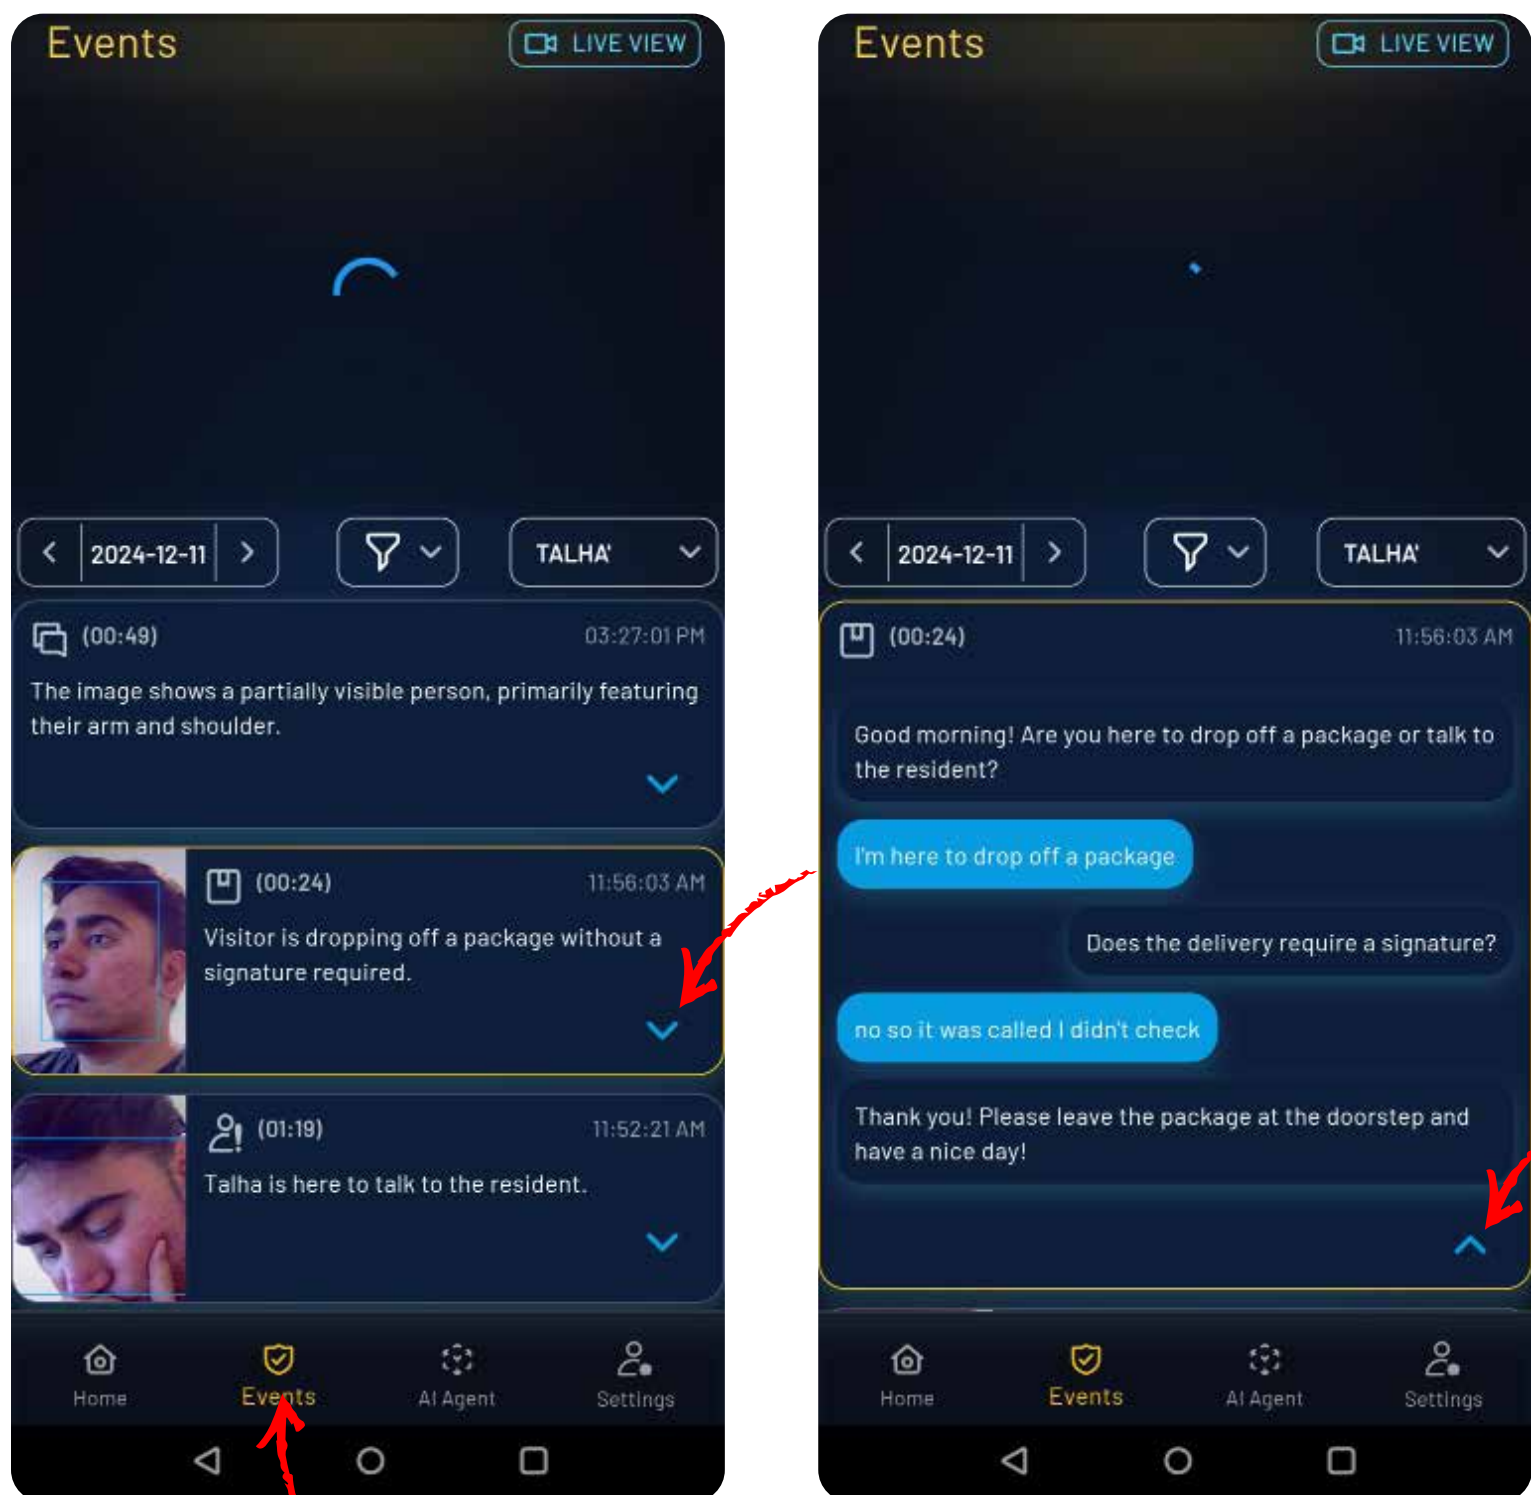 Events
LIVE VIEW
2024-12-11
TALHA'
(00:49)
03:27:01 PM
The image shows a partially visible person, primarily featuring
their arm and shoulder.
(00:24)
11:56:03 AM
Visitor is dropping off a package without a
signature required.
(01:19)
11:52:21 AM
Talha is here to talk to the resident.
Home
Events
AI Agent
Settings
Events
LIVE VIEW
2024-12-11
TALHA'
(00:24)
11:56:03 AM
Good morning! Are you here to drop off a package or talk to
the resident?
I'm here to drop off a package
Does the delivery require a signature?
no so it was called I didn't check
Thank you! Please leave the package at the doorstep and
have a nice day!
Home
Events
AI Agent
Settings